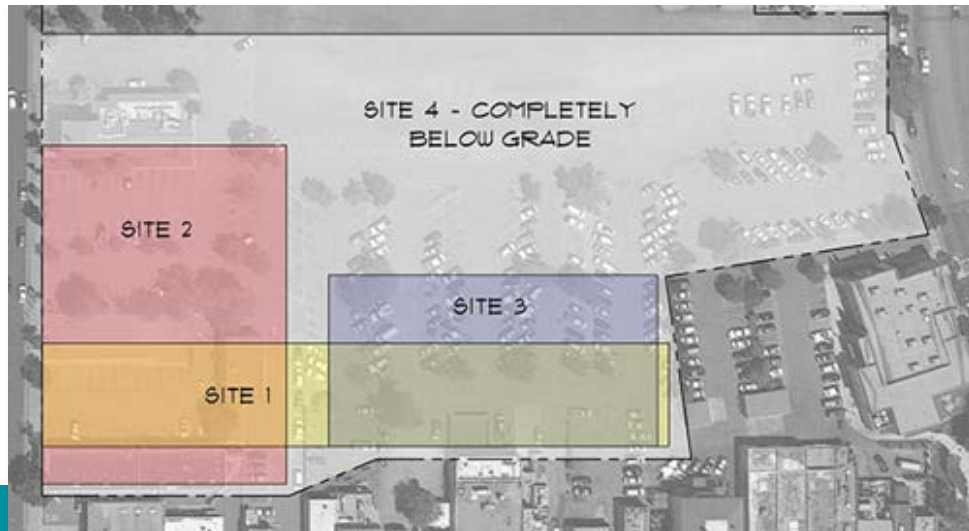 SITE 4 - COMPLETELY
BELOW GRADE
SITE 2
SITE 3
SITE 1